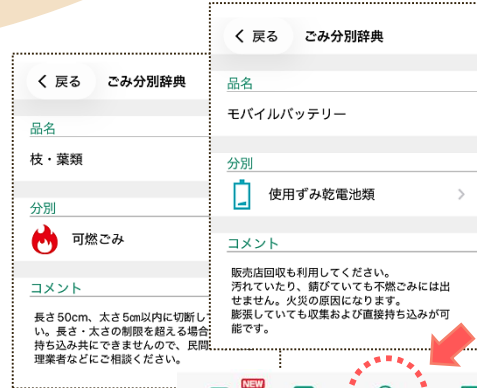 戻る ごみ分別辞典
品名
枝・葉類
分別
可燃ごみ
コメント
長さ50cm、太さ5cm以内に切断し
い。長さ・太さの制限を超える場合
持ち込み共にできませんので、民間
理業者などにご相談ください。
戻る ごみ分別辞典
品名
モバイルバッテリー
分別
使用ずみ乾電池類
コメント
販売店回収も利用してください。
汚れていたり、錆びていても不燃ごみには出
せません。火災の原因になります。
膨張していても収集および直接持ち込みが可
能です。
NEW